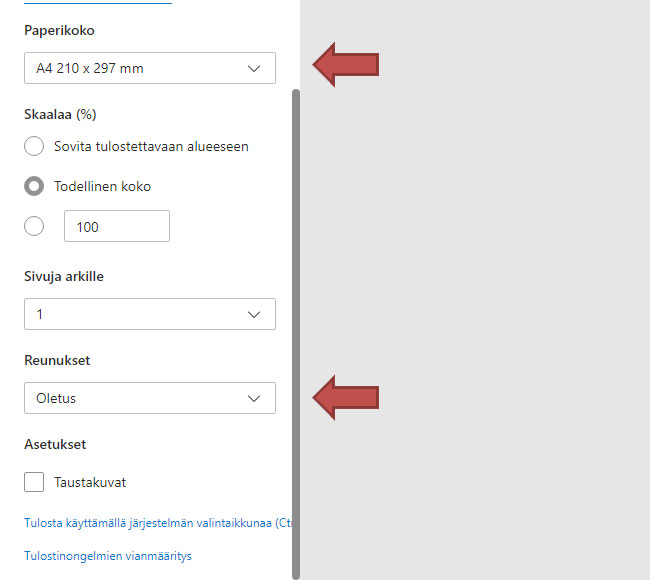 Paperikoko
A4 210 x 297 mm
Skaalaa (%)
Sovita tulostettavaan alueeseen
Todellinen koko
100
Sivuja arkille
1
Reunukset
Oletus
Asetukset
Taustakuvat
Tulosta käyttämällä järjestelmän valintaikkunaa (Ctr
Tulostinongelmien vianmääritys